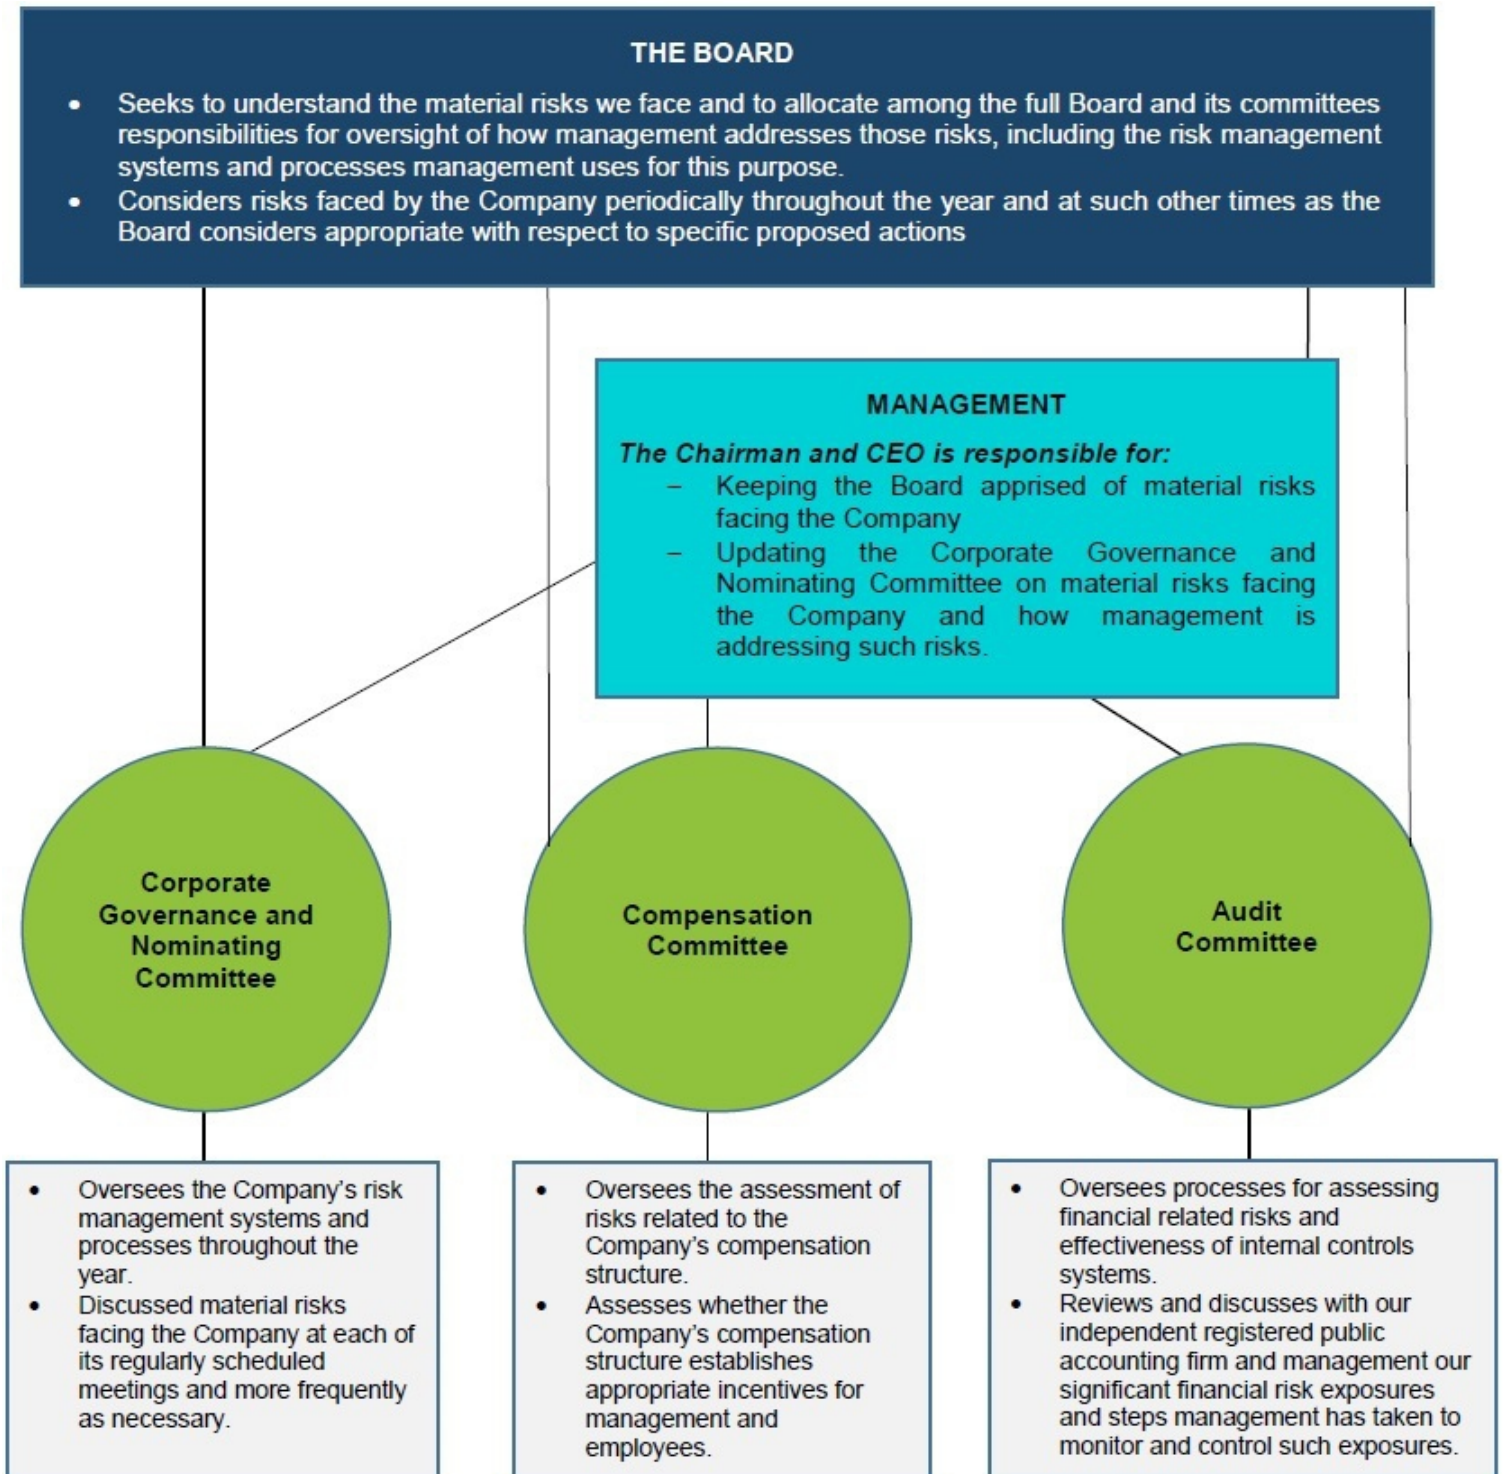 THE BOARD
• Seeks to understand the material risks we face and to allocate among the full Board and its committees
responsibilities for oversight of how management addresses those risks, including the risk management
systems and processes management uses for this purpose.
• Considers risks faced by the Company periodically throughout the year and at such other times as the
Board considers appropriate with respect to specific proposed actions
MANAGEMENT
The Chairman and CEO is responsible for:
– Keeping the Board apprised of material risks
facing the Company
– Updating the Corporate Governance and
Nominating Committee on material risks facing
the Company and how management is
addressing such risks.
Corporate
Governance and
Nominating
Committee
Compensation
Committee
Audit
Committee
• Oversees the Company's risk
management systems and
processes throughout the
year.
• Discussed material risks
facing the Company at each of
its regularly scheduled
meetings and more frequently
as necessary.
• Oversees the assessment of
risks related to the
Company's compensation
structure.
• Assesses whether the
Company's compensation
structure establishes
appropriate incentives for
management and
employees.
• Oversees processes for assessing
financial related risks and
effectiveness of internal controls
systems.
• Reviews and discusses with our
independent registered public
accounting firm and management our
significant financial risk exposures
and steps management has taken to
monitor and control such exposures.